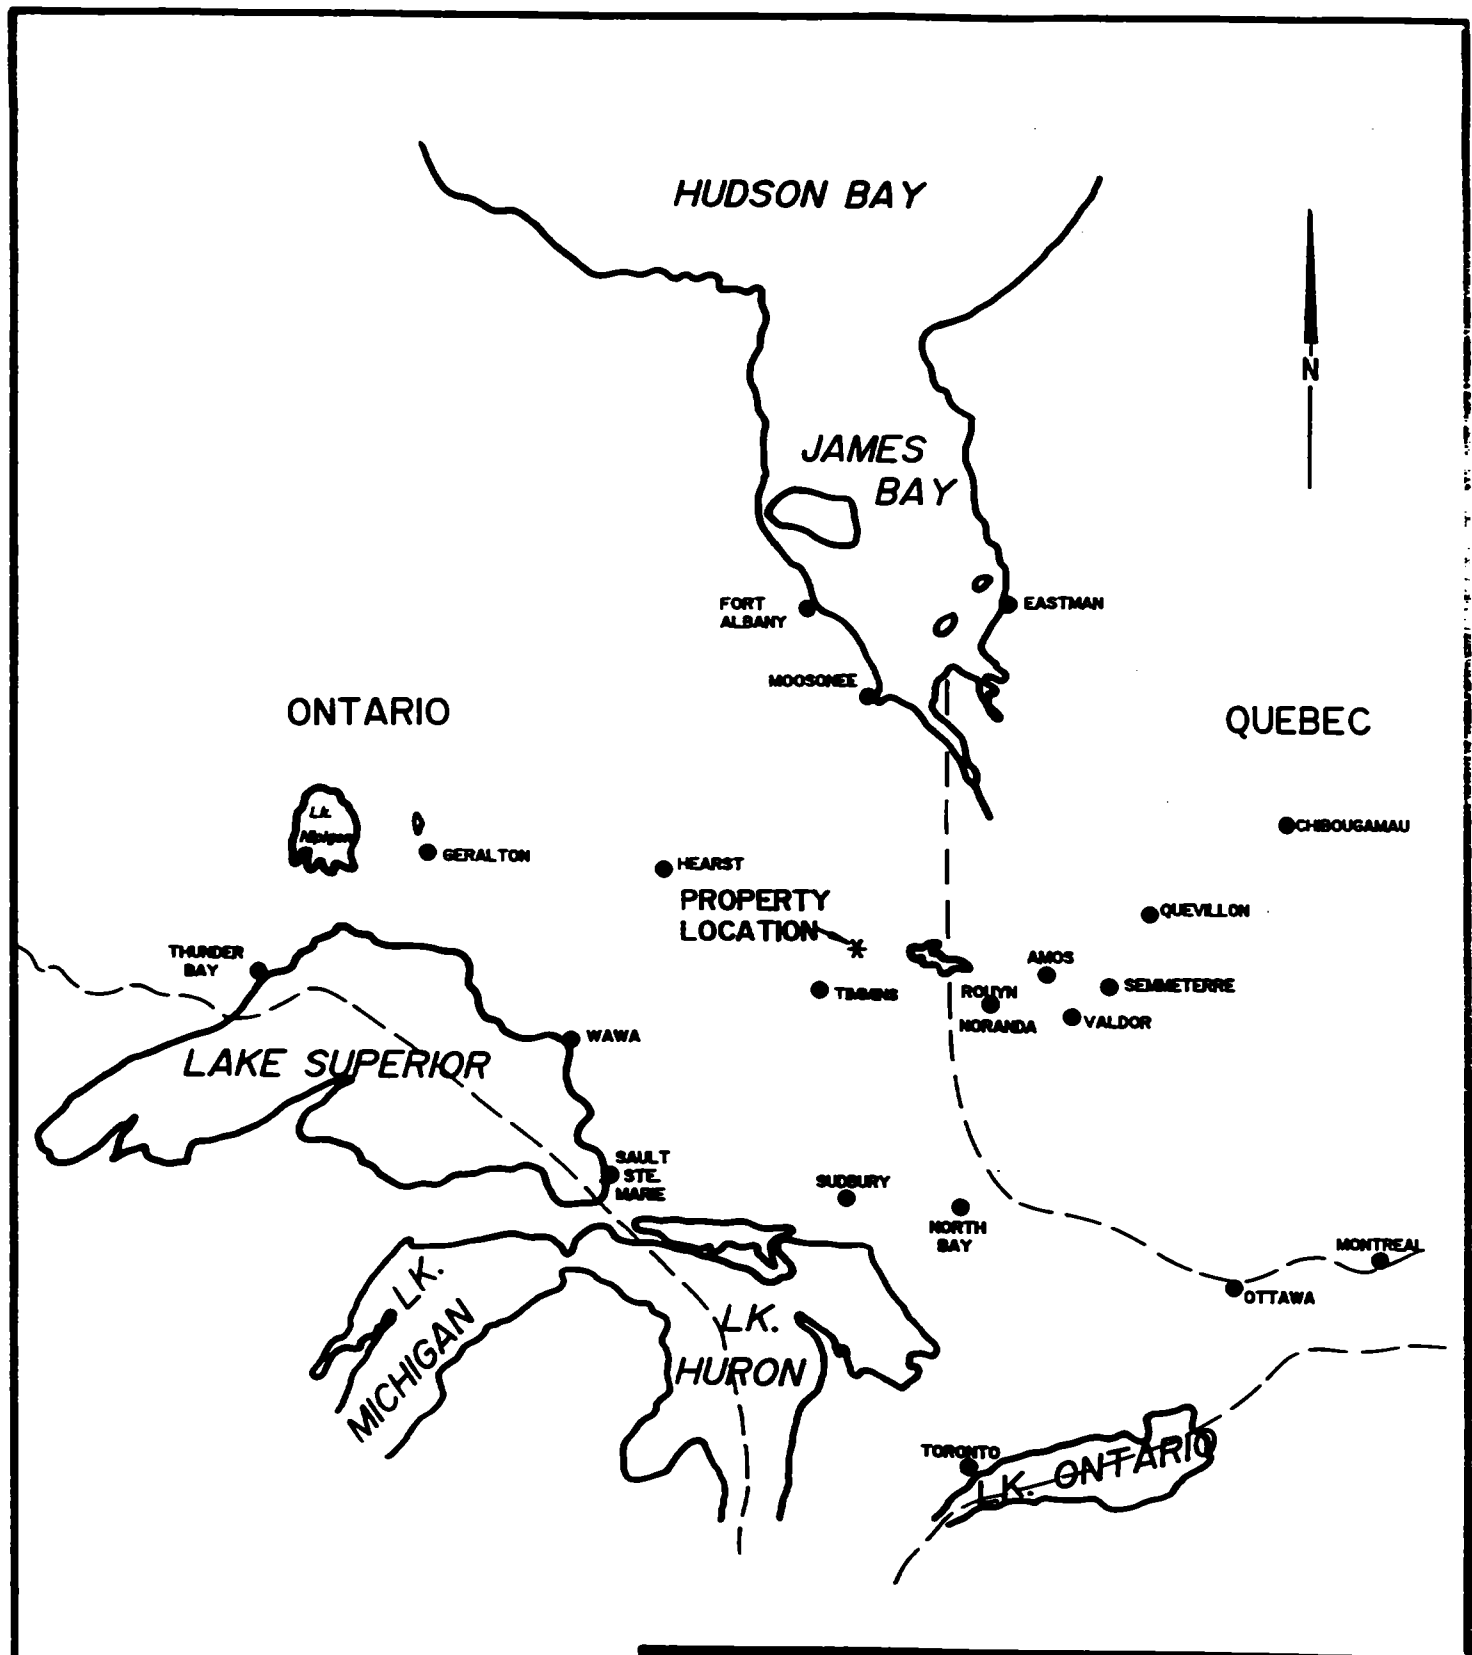 HUDSON BAY
N
JAMES
BAY
FORT
ALBANY
EASTMAN
MOOSONEE
ONTARIO
QUEBEC
Lk.
Nipigon
GERALTON
HEARST
CHIBOUGAMAU
PROPERTY
LOCATION
QUEVILLON
THUNDER
BAY
TIMMINS
AMOS
SEMMETERRE
ROUYN
NORANDA
VALDOR
WAWA
LAKE SUPERIOR
SAULT
STE.
MARIE
SUDBURY
NORTH
BAY
MONTREAL
OTTAWA
LK.
MICHIGAN
LK.
HURON
TORONTO
LK. ONTARIO